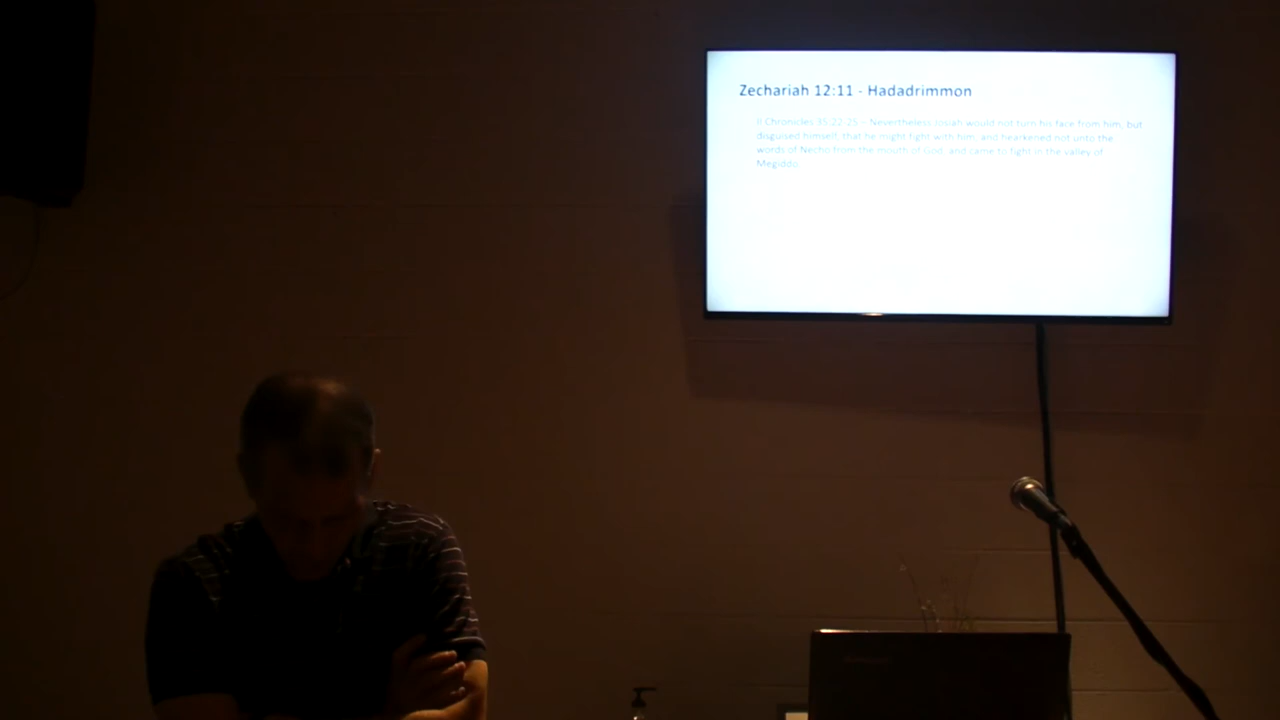 Zechariah 12:11 - Hadadrimmon
II Chronicles 35:22-25 – Nevertheless Josiah would not turn his face from him, but
disguised himself, that he might fight with him, and hearkened not unto the
words of Necho from the mouth of God, and came to fight in the valley of
Megiddo.